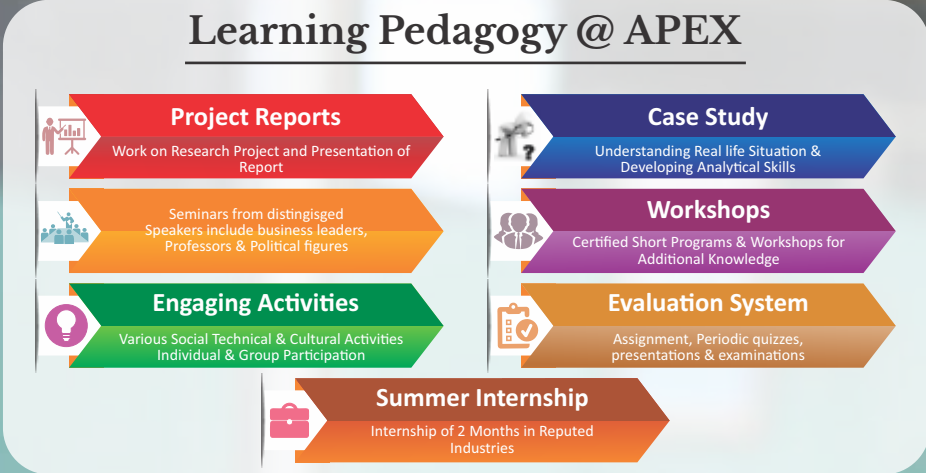 Learning Pedagogy @ APEX
Project Reports
Work on Research Project and Presentation of
Report
Case Study
Understanding Real life Situation &
Developing Analytical Skills
Seminars from distingisged
Speakers include business leaders,
Professors & Political figures
Workshops
Certified Short Programs & Workshops for
Additional Knowledge
Engaging Activities
Various Social Technical & Cultural Activities
Individual & Group Participation
Evaluation System
Assignment, Periodic quizzes,
presentations & examinations
Summer Internship
Internship of 2 Months in Reputed
Industries